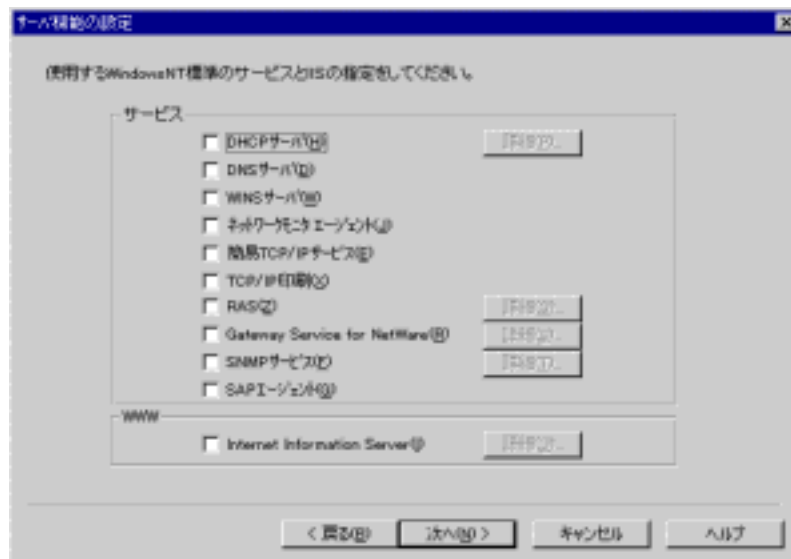 サーバ機能の設定
使用するWindowsNT標準のサービスとIISの指定をしてください。
サービス
DHCPサーバ(H)
DNSサーバ(D)
WINSサーバ(W)
ネットワークモニタ エージェント(J)
簡易TCP/IPサービス(E)
TCP/IP印刷(X)
RAS(Z)
Gateway Service for NetWare(R)
SNMPサービス(F)
SAPエージェント(G)
WWW
Internet Information Server(I)
< 戻る(B) 次へ(N) > キャンセル ヘルプ